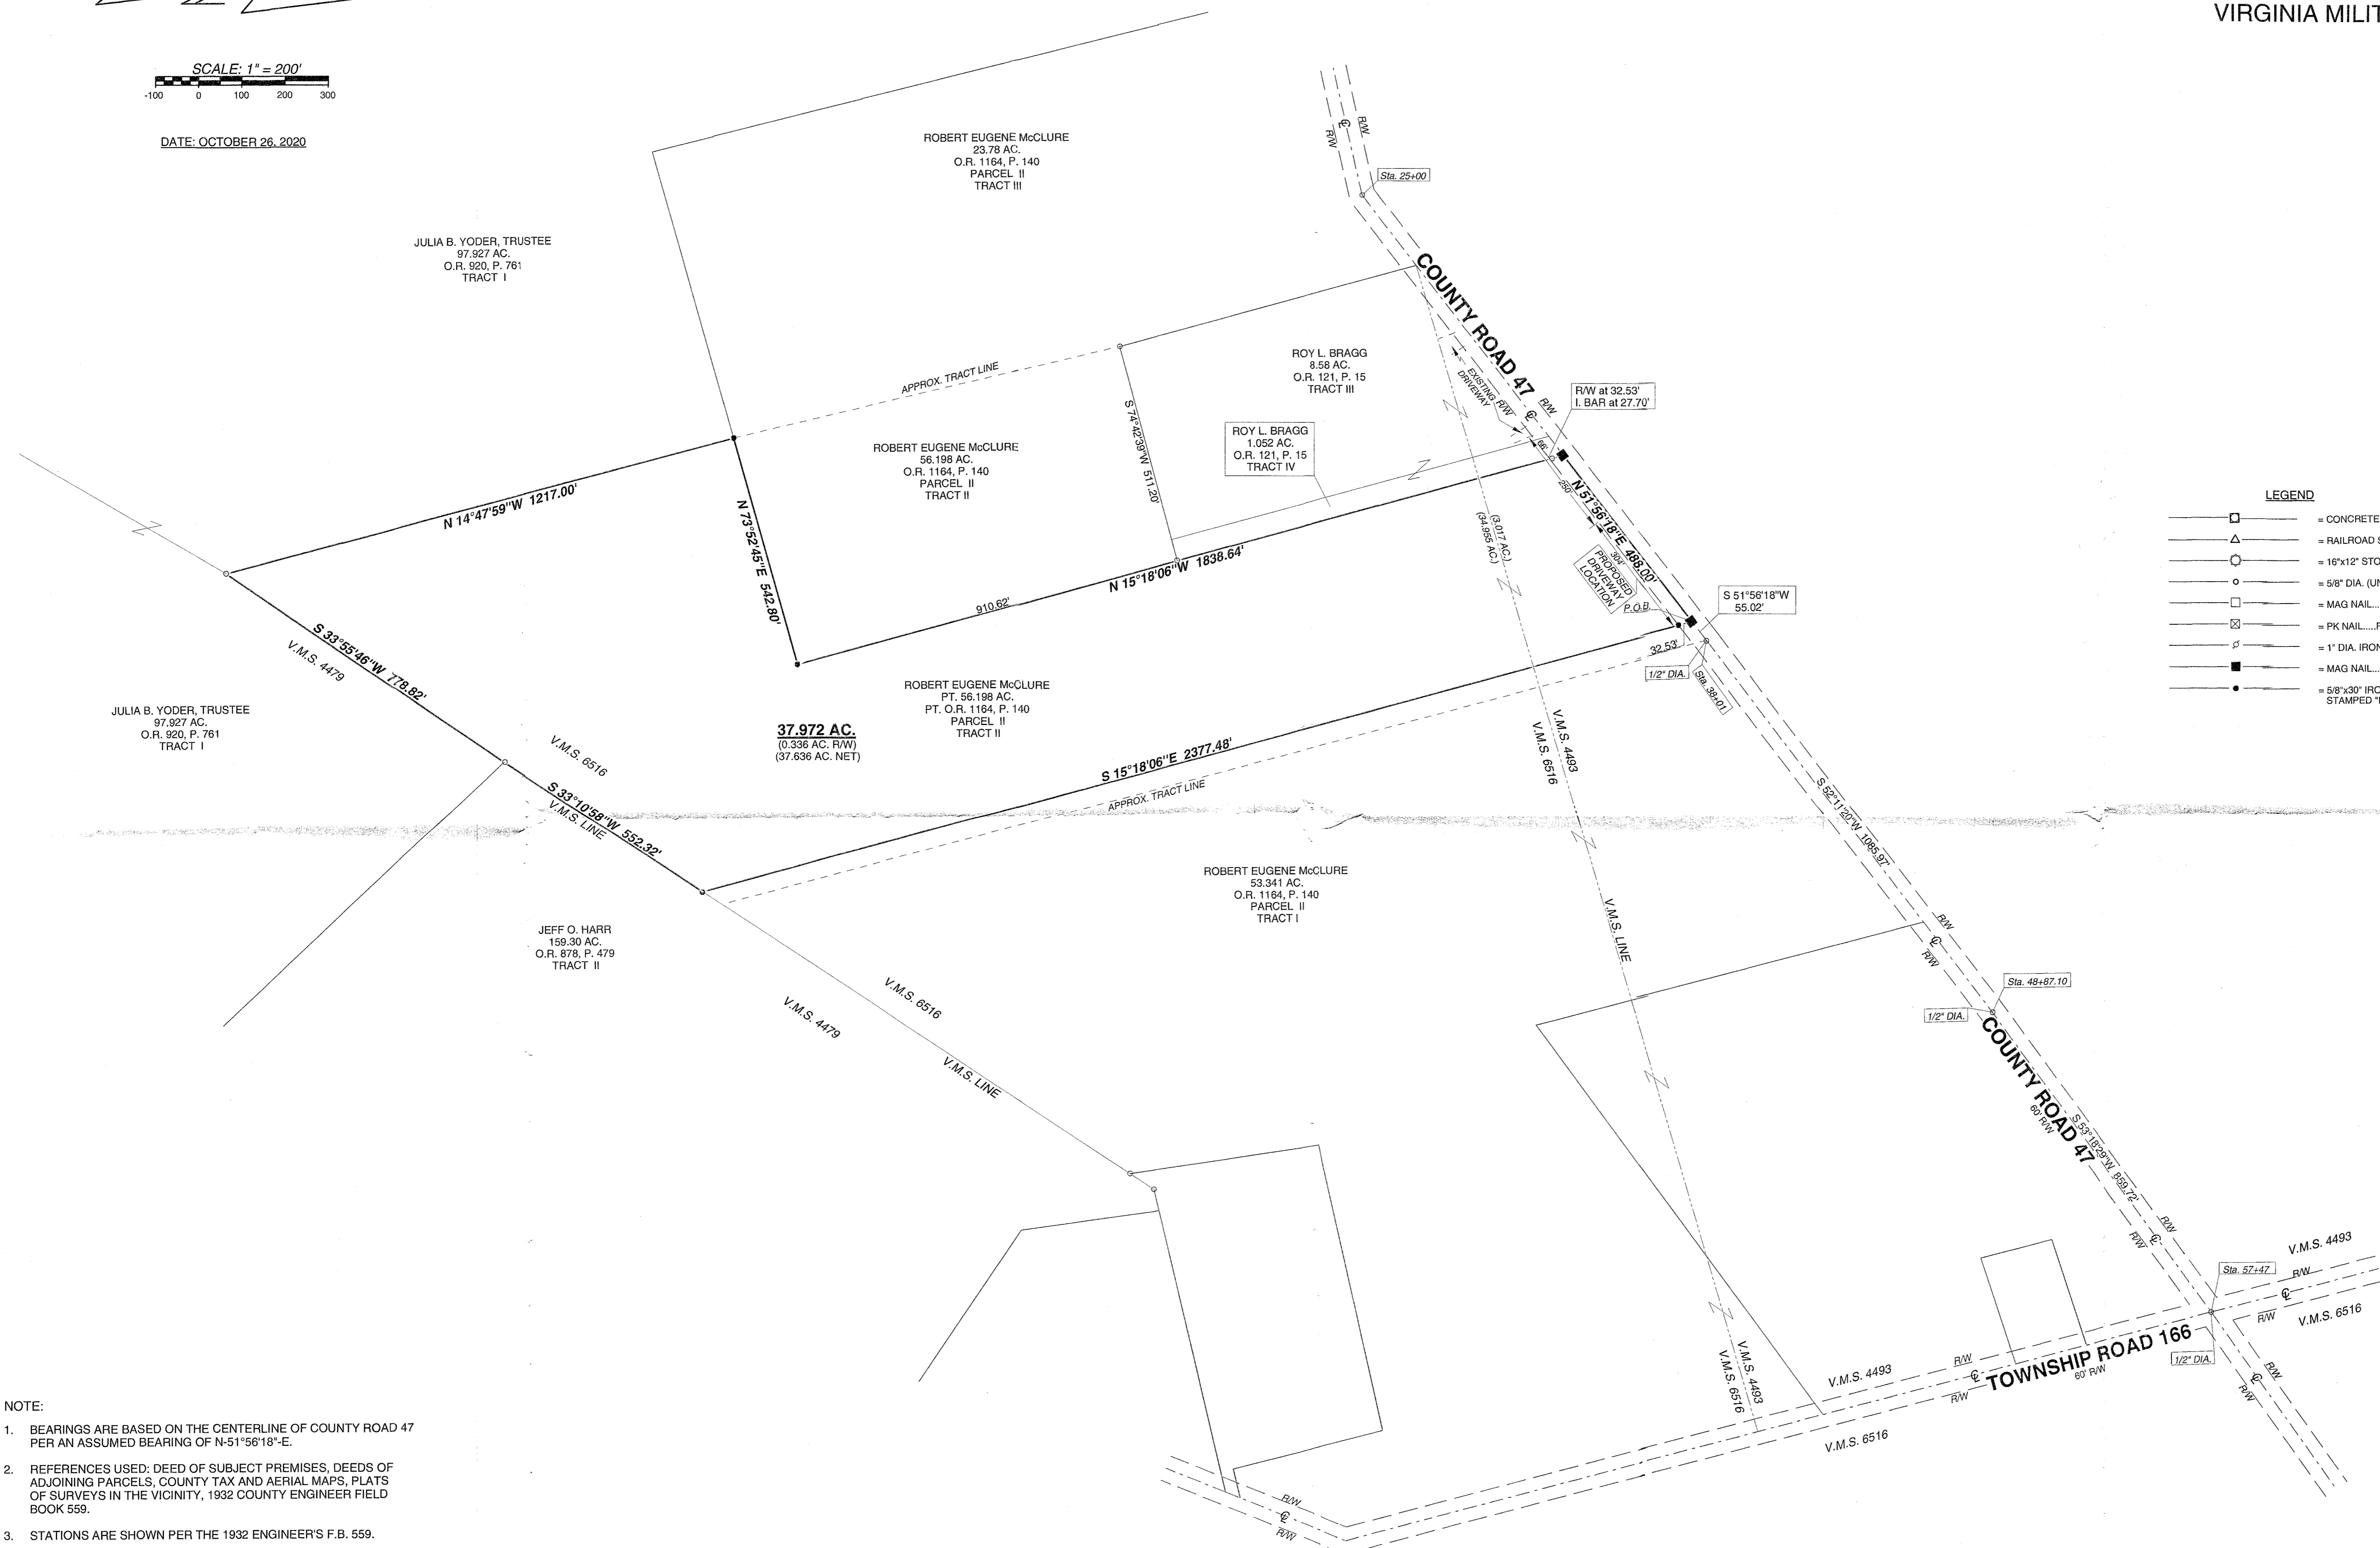 VIRGINIA MILIT
SCALE: 1" = 200'
-100 0 100 200 300
DATE: OCTOBER 26, 2020
ROBERT EUGENE McCLURE
23.78 AC.
O.R. 1164, P. 140
PARCEL II
TRACT III
R/W
℄
R/W
Sta. 25+00
JULIA B. YODER, TRUSTEE
97.927 AC.
O.R. 920, P. 761
TRACT I
COUNTY ROAD 47
APPROX. TRACT LINE
ROY L. BRAGG
8.58 AC.
O.R. 121, P. 15
TRACT III
EXISTING
DRIVEWAY
R/W
℄
R/W
R/W at 32.53'
I. BAR at 27.70'
S 74°42'39"W 511.20'
ROY L. BRAGG
1.052 AC.
O.R. 121, P. 15
TRACT IV
66'
250'
ROBERT EUGENE McCLURE
56.198 AC.
O.R. 1164, P. 140
PARCEL II
TRACT II
N 14°47'59"W 1217.00'
N 73°52'45"E 542.80'
N 51°56'18"E 488.00'
(3.017 AC.)
(34.955 AC.)
N 15°18'06"W 1838.64'
910.62'
304'
PROPOSED
DRIVEWAY
LOCATION
P.O.B.
S 51°56'18"W
55.02'
32.53'
1/2" DIA.
Sta. 38+01
LEGEND
= CONCRETE
= RAILROAD S
= 16"x12" STO
= 5/8" DIA. (UN
= MAG NAIL...
= PK NAIL.....F
= 1" DIA. IRON
= MAG NAIL...
= 5/8"x30" IRO
STAMPED "
S 33°55'46"W 778.82'
V.M.S. 4479
JULIA B. YODER, TRUSTEE
97.927 AC.
O.R. 920, P. 761
TRACT I
ROBERT EUGENE McCLURE
PT. 56.198 AC.
PT. O.R. 1164, P. 140
PARCEL II
TRACT II
37.972 AC.
(0.336 AC. R/W)
(37.636 AC. NET)
V.M.S. 6516
S 33°10'58"W 552.32'
V.M.S. LINE
S 15°18'06"E 2377.48'
APPROX. TRACT LINE
V.M.S. 4493
V.M.S. 6516
S 52°11'20"W 1085.97'
ROBERT EUGENE McCLURE
53.341 AC.
O.R. 1164, P. 140
PARCEL II
TRACT I
V.M.S. LINE
JEFF O. HARR
159.30 AC.
O.R. 878, P. 479
TRACT II
R/W
℄
R/W
Sta. 48+87.10
1/2" DIA.
V.M.S. 6516
V.M.S. 4479
V.M.S. LINE
COUNTY ROAD 47
60' R/W
S 53°18'29"W 859.72'
R/W
℄
R/W
V.M.S. 4493
Sta. 57+47
R/W
℄
R/W
V.M.S. 6516
TOWNSHIP ROAD 166
60' R/W
1/2" DIA.
R/W
℄
R/W
V.M.S. 4493
V.M.S. 6516
V.M.S. 4493
R/W
℄
R/W
V.M.S. 6516
R/W
℄
R/W
NOTE:
1. BEARINGS ARE BASED ON THE CENTERLINE OF COUNTY ROAD 47
PER AN ASSUMED BEARING OF N-51°56'18"-E.
2. REFERENCES USED: DEED OF SUBJECT PREMISES, DEEDS OF
ADJOINING PARCELS, COUNTY TAX AND AERIAL MAPS, PLATS
OF SURVEYS IN THE VICINITY, 1932 COUNTY ENGINEER FIELD
BOOK 559.
3. STATIONS ARE SHOWN PER THE 1932 ENGINEER'S F.B. 559.